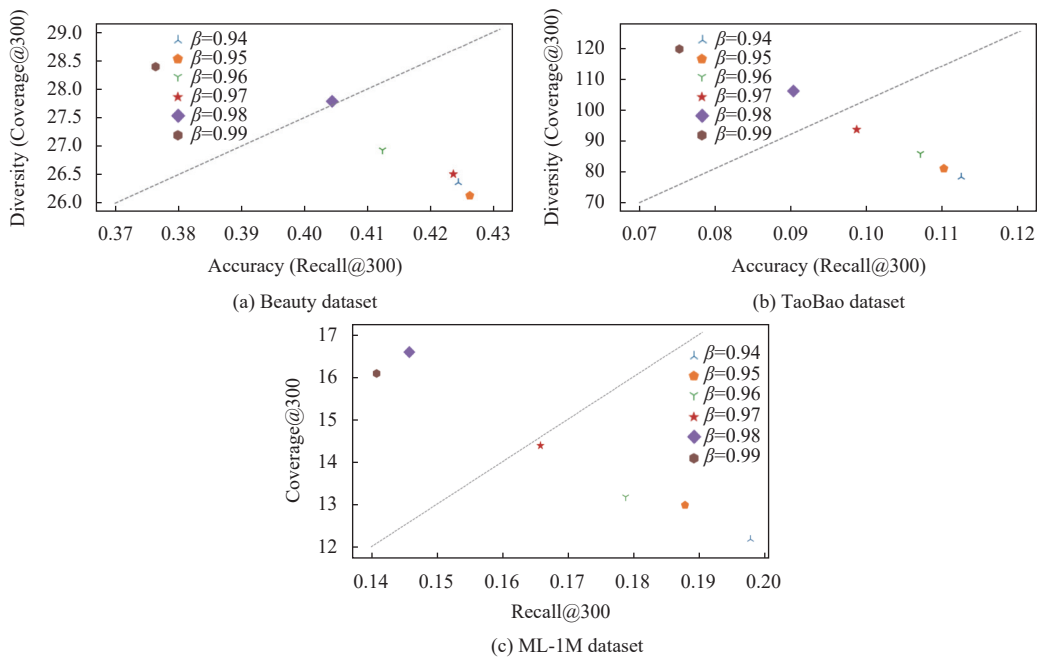 Diversity (Coverage@300)
29.0
28.5
28.0
27.5
27.0
26.5
26.0
β=0.94
β=0.95
β=0.96
β=0.97
β=0.98
β=0.99
0.37 0.38 0.39 0.40 0.41 0.42 0.43
Accuracy (Recall@300)
(a) Beauty dataset
Diversity (Coverage@300)
120
110
100
90
80
70
β=0.94
β=0.95
β=0.96
β=0.97
β=0.98
β=0.99
0.07 0.08 0.09 0.10 0.11 0.12
Accuracy (Recall@300)
(b) TaoBao dataset
Coverage@300
17
16
15
14
13
12
β=0.94
β=0.95
β=0.96
β=0.97
β=0.98
β=0.99
0.14 0.15 0.16 0.17 0.18 0.19 0.20
Recall@300
(c) ML-1M dataset